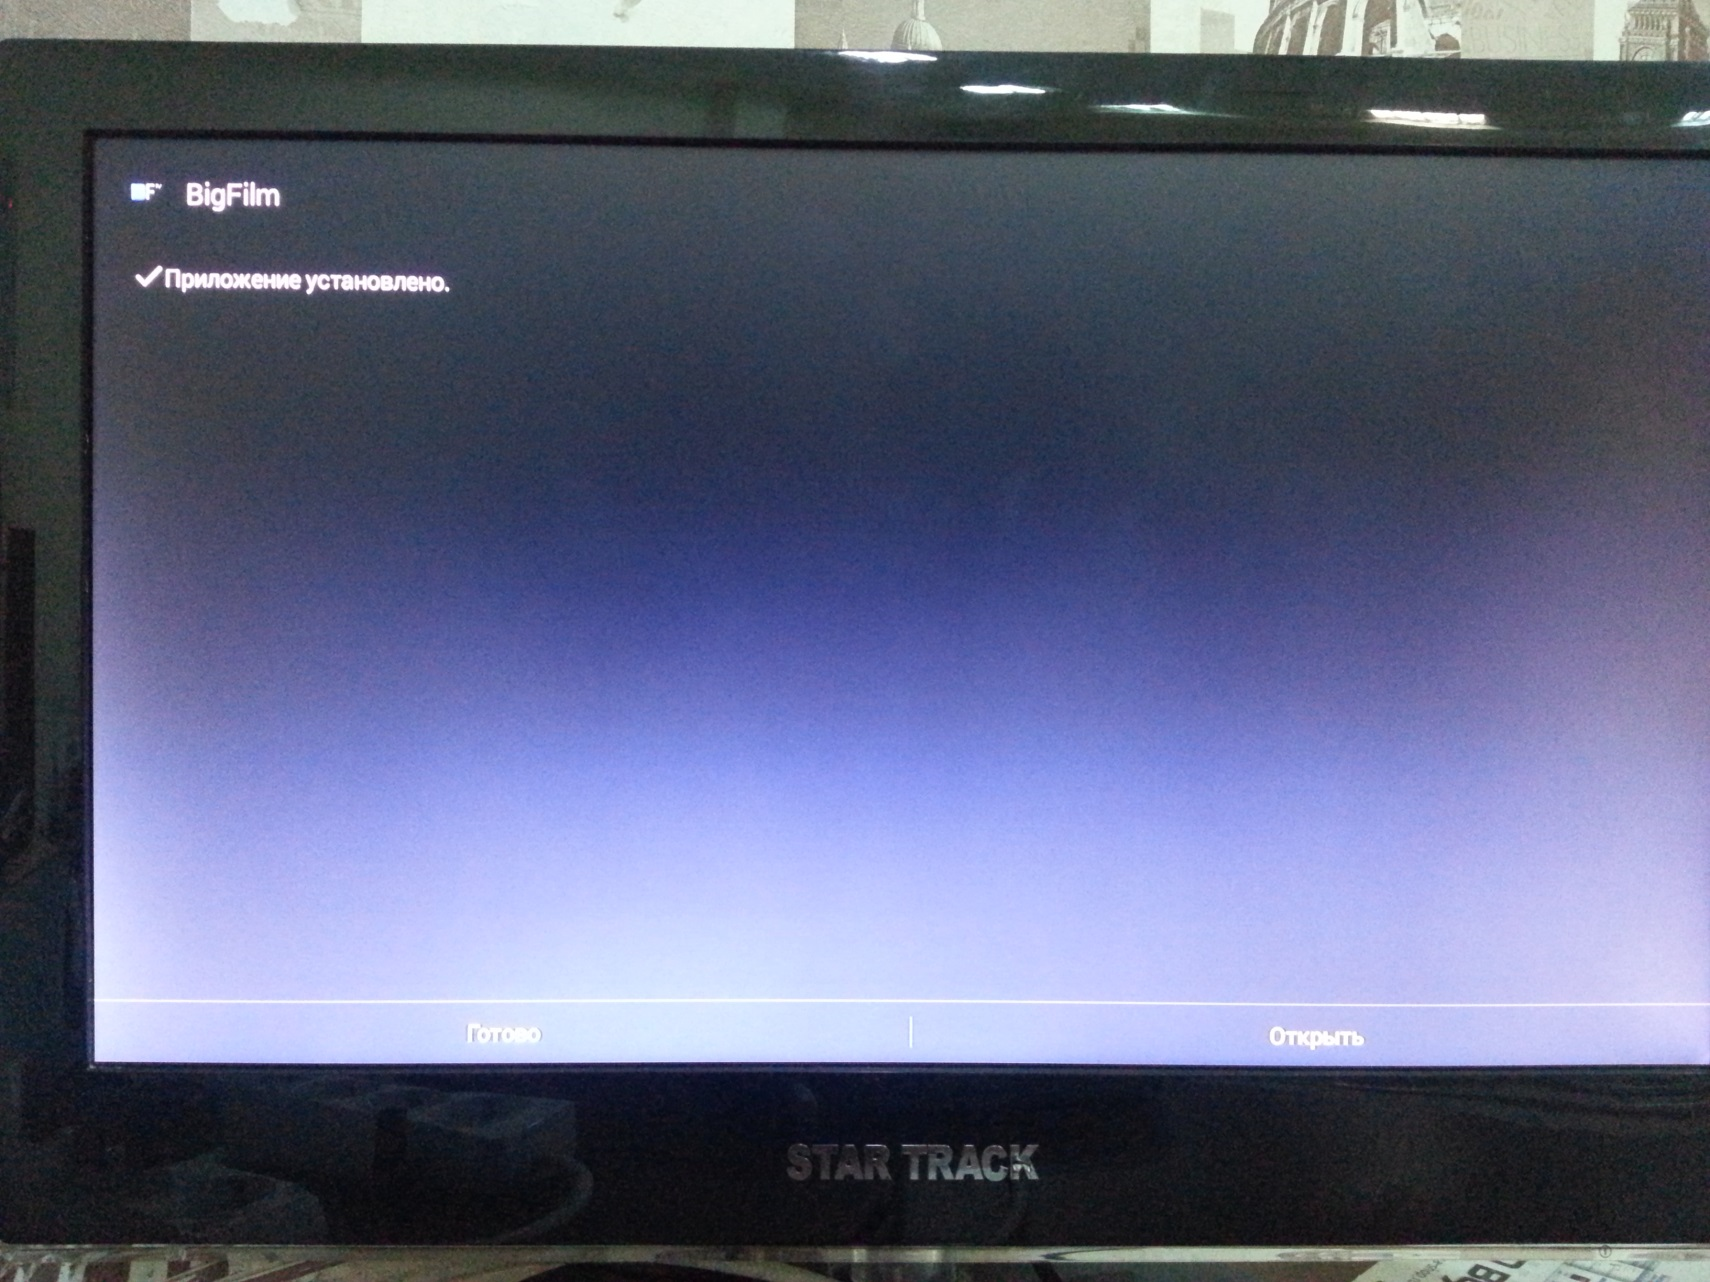 BigFilm
Приложение установлено.
Готово
Открыть
STAR TRACK